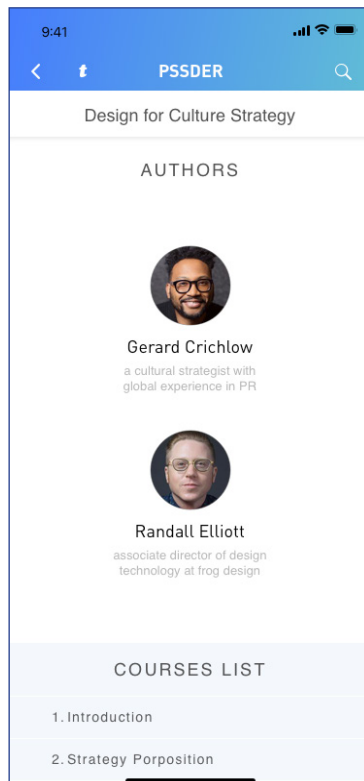 9:41
t PSSDER
Design for Culture Strategy
AUTHORS
Gerard Crichlow
a cultural strategist with
global experience in PR
Randall Elliott
associate director of design
technology at frog design
COURSES LIST
1. Introduction
2. Strategy Porposition